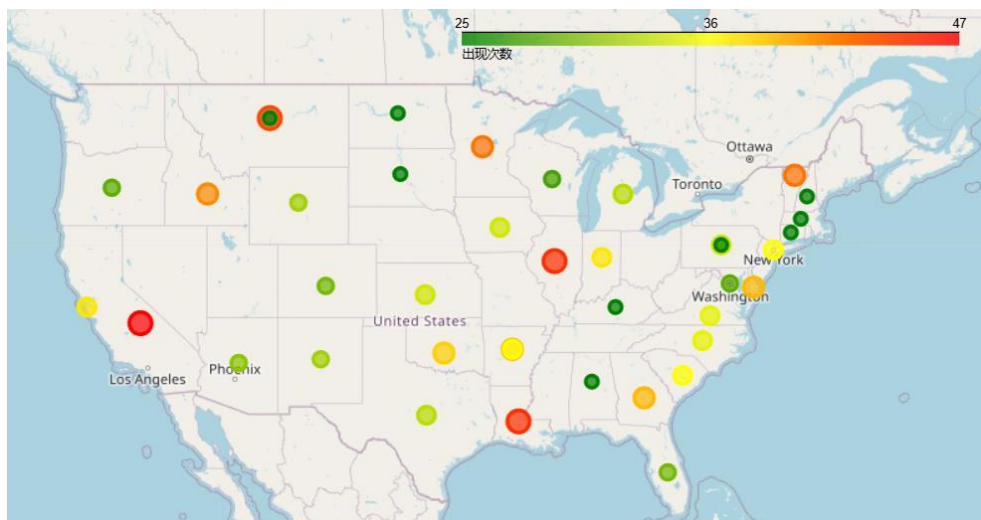 25 36 47
出现次数
Ottawa
Toronto
New York
Washington
United States
Phoenix
Los Angeles